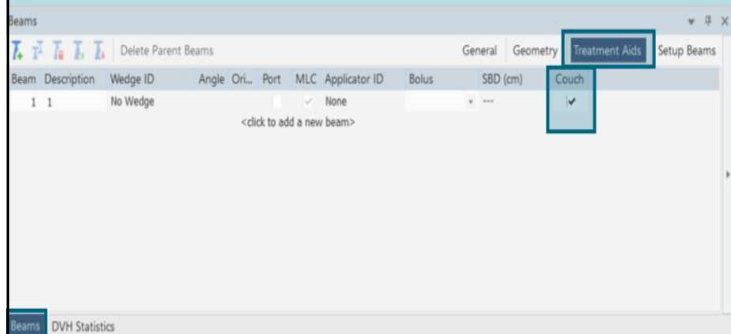 Beams
Delete Parent Beams General Geometry Treatment Aids Setup Beams
Beam Description Wedge ID Angle Ori... Port MLC Applicator ID Bolus SBD (cm) Couch
1 1 No Wedge None ---
<click to add a new beam>
Beams DVH Statistics